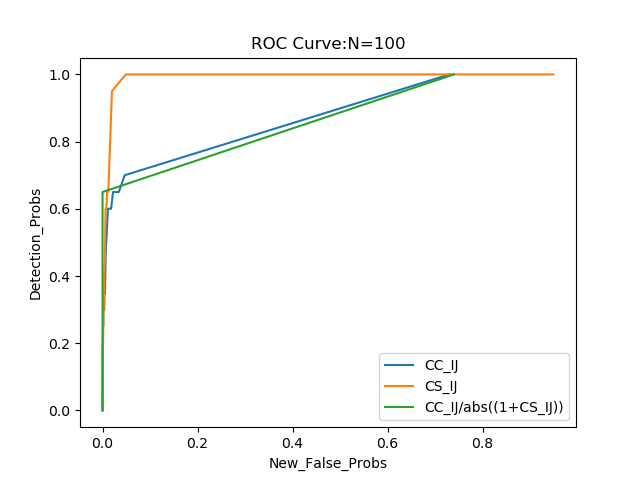 ROC Curve:N=100
1.0
0.8
0.6
0.4
0.2
0.0
Detection_Probs
0.0 0.2 0.4 0.6 0.8
New_False_Probs
CC_IJ
CS_IJ
CC_IJ/abs((1+CS_IJ))